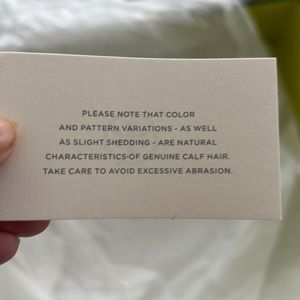 PLEASE NOTE THAT COLOR
AND PATTERN VARIATIONS - AS WELL
AS SLIGHT SHEDDING - ARE NATURAL
CHARACTERISTICS OF GENUINE CALF HAIR.
TAKE CARE TO AVOID EXCESSIVE ABRASION.